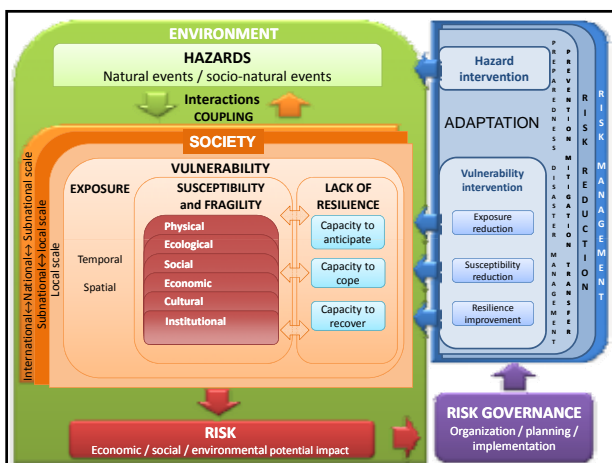 ENVIRONMENT
HAZARDS
Natural events / socio-natural events
Interactions
COUPLING
SOCIETY
International↔National↔ Subnational scale
Subnational↔local scale
Local scale
VULNERABILITY
EXPOSURE
Temporal
Spatial
SUSCEPTIBILITY
and FRAGILITY
Physical
Ecological
Social
Economic
Cultural
Institutional
LACK OF
RESILIENCE
Capacity to
anticipate
Capacity to
cope
Capacity to
recover
RISK
Economic / social / environmental potential impact
Hazard
intervention
ADAPTATION
Vulnerability
intervention
Exposure
reduction
Susceptibility
reduction
Resilience
improvement
PREPAREDNESS DISASTER MANAGEMENT
PREVENTION MITIGATION TRANSFER
RISK REDUCTION
RISK MANAGEMENT
RISK GOVERNANCE
Organization / planning /
implementation